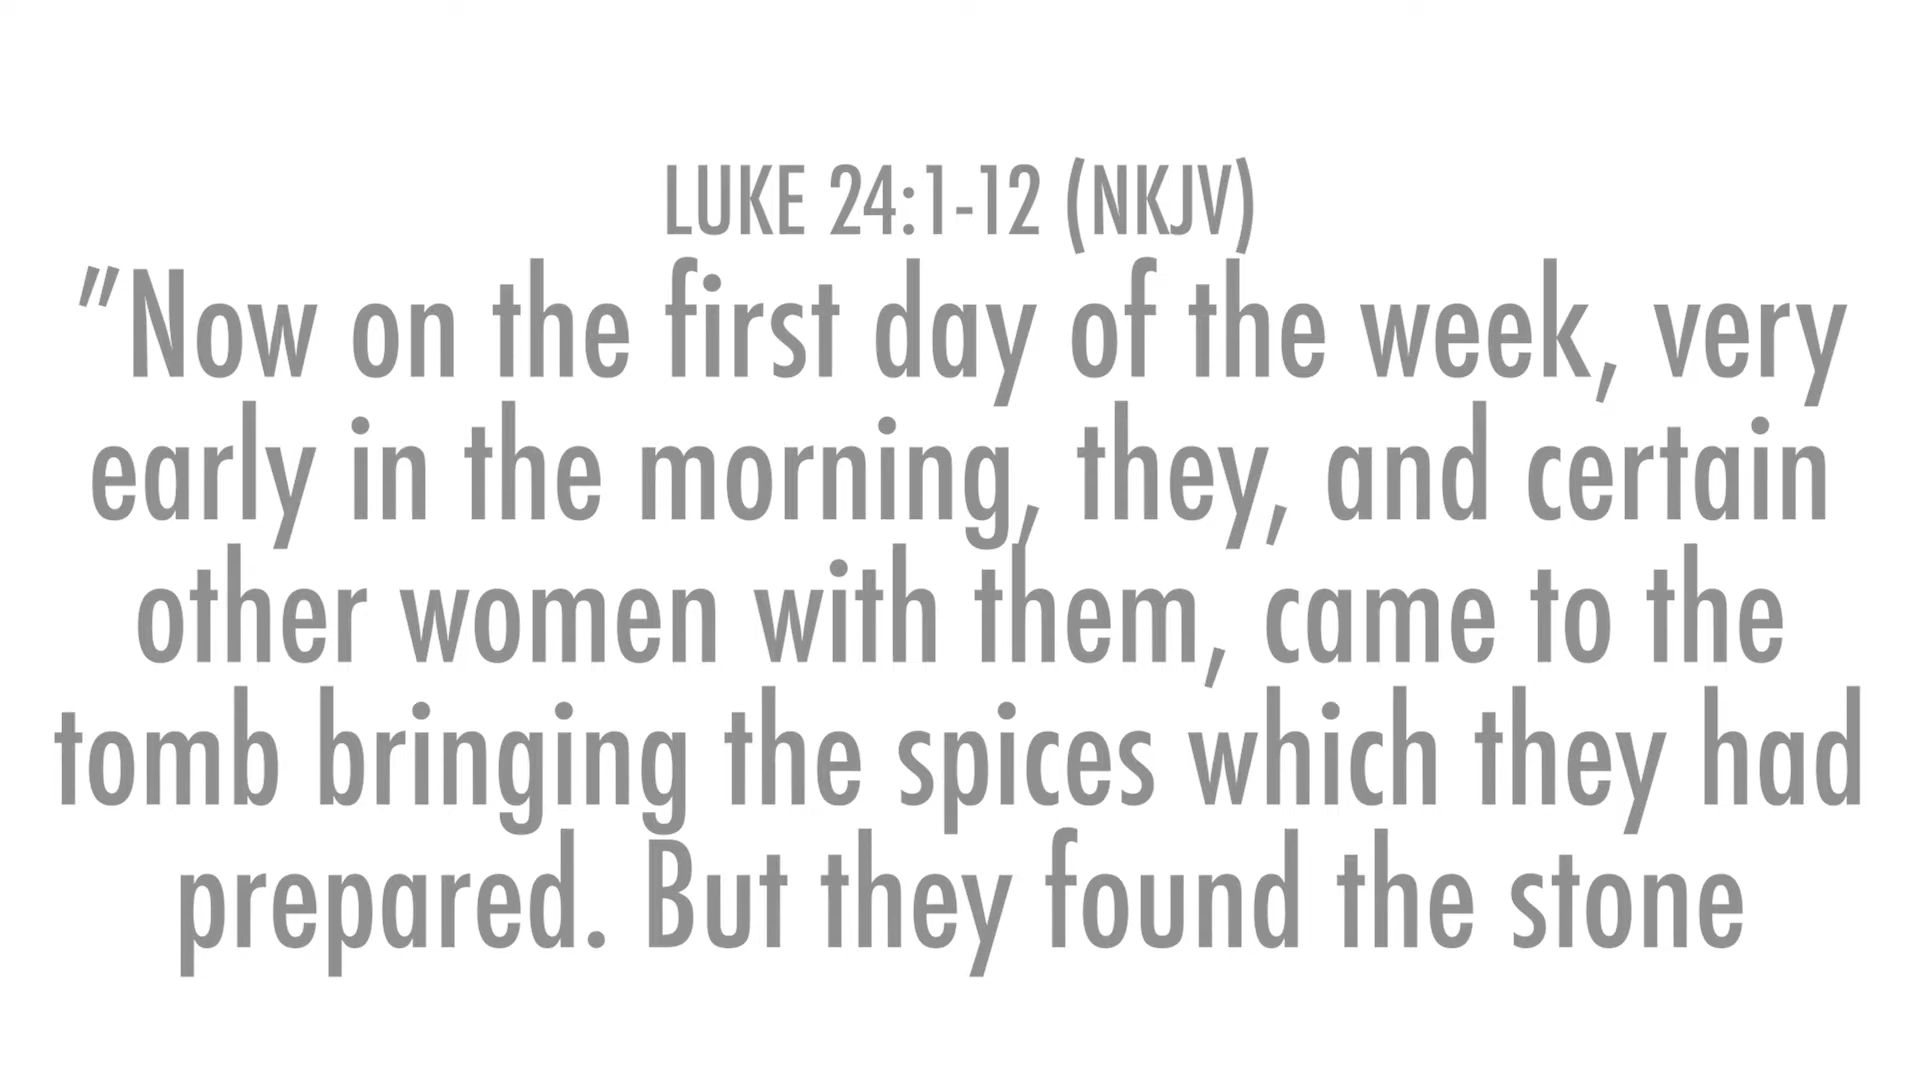 LUKE 24:1-12 (NKJV)
"Now on the first day of the week, very
early in the morning, they, and certain
other women with them, came to the
tomb bringing the spices which they had
prepared. But they found the stone